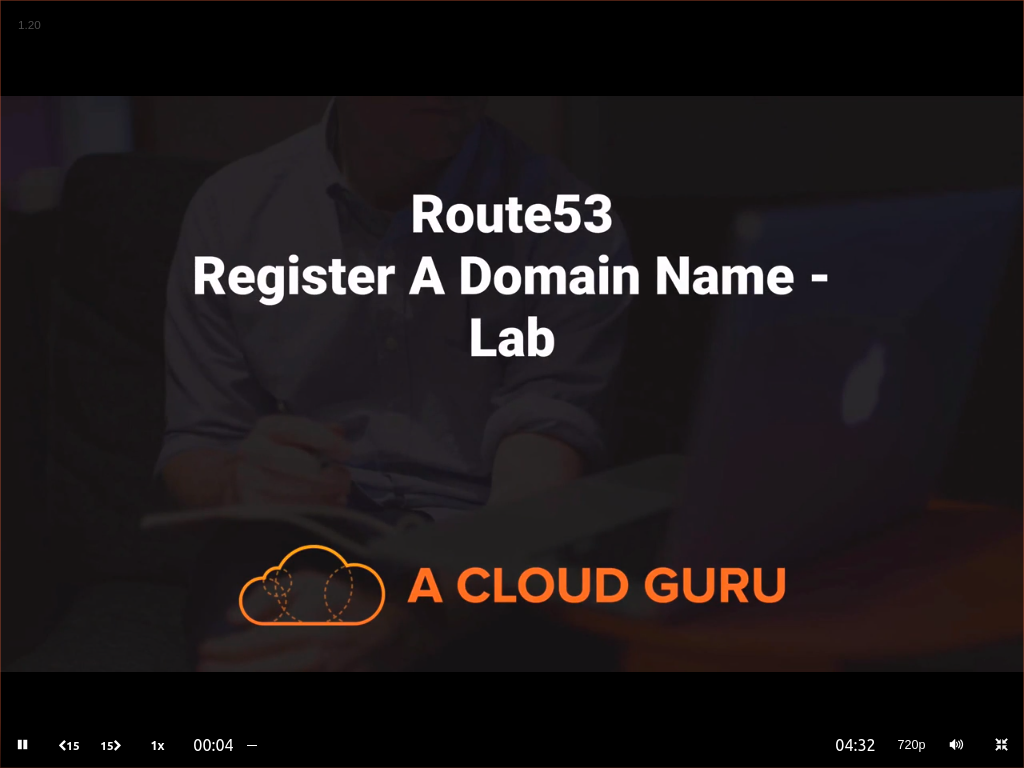 1.20
Route53
Register A Domain Name -
Lab
A CLOUD GURU
15 15 1x 00:04 04:32 720p